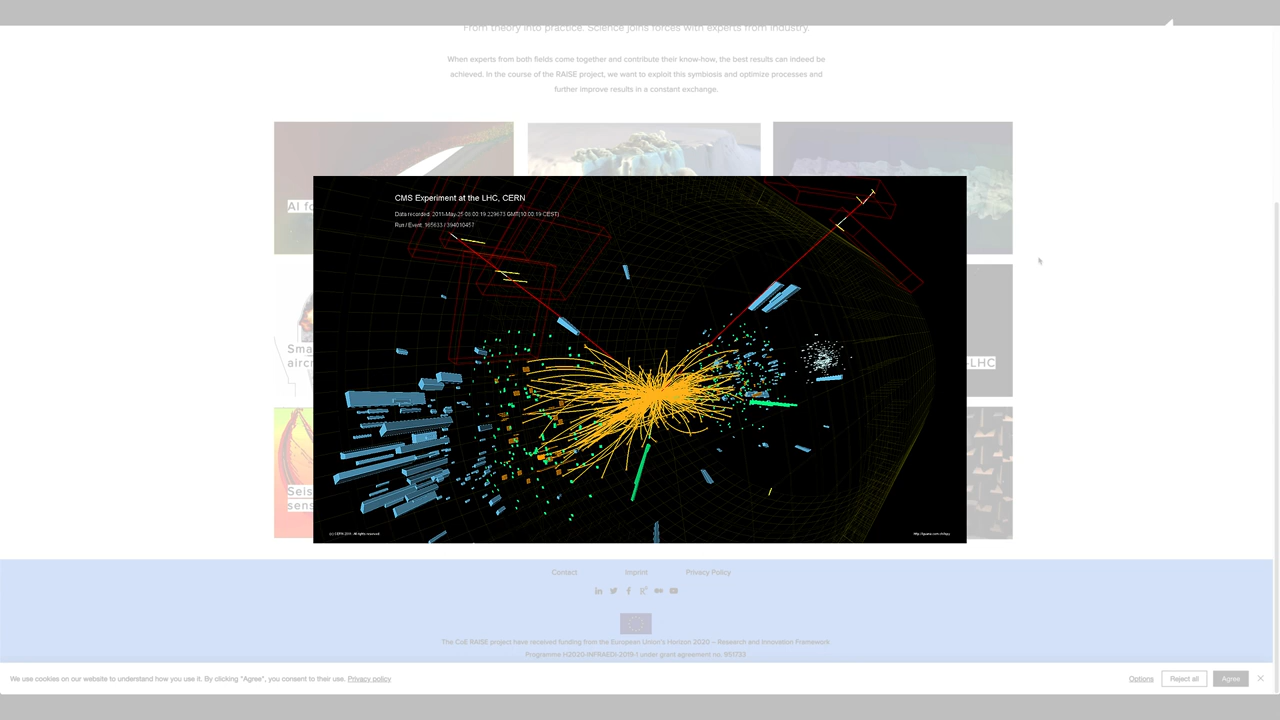 From theory into practice. Science joins forces with experts from industry.
When experts from both fields come together and contribute their know-how, the best results can indeed be
achieved. In the course of the RAISE project, we want to exploit this symbiosis and optimize processes and
further improve results in a constant exchange.
AI fo
CMS Experiment at the LHC, CERN
Data recorded: 2011-May-25 08:00:19.229673 GMT(10:00:19 CEST)
Run / Event: 165633 / 394010457
Sma
aircr
-LHC
Seis
sens
(c) CERN 2011. All rights reserved.
Contact Imprint Privacy Policy
The CoE RAISE project have received funding from the European Union's Horizon 2020 – Research and Innovation Framework
Programme H2020-INFRAEDI-2019-1 under grant agreement no. 951733
We use cookies on our website to understand how you use it. By clicking "Agree", you consent to their use. Privacy policy
Options Reject all Agree